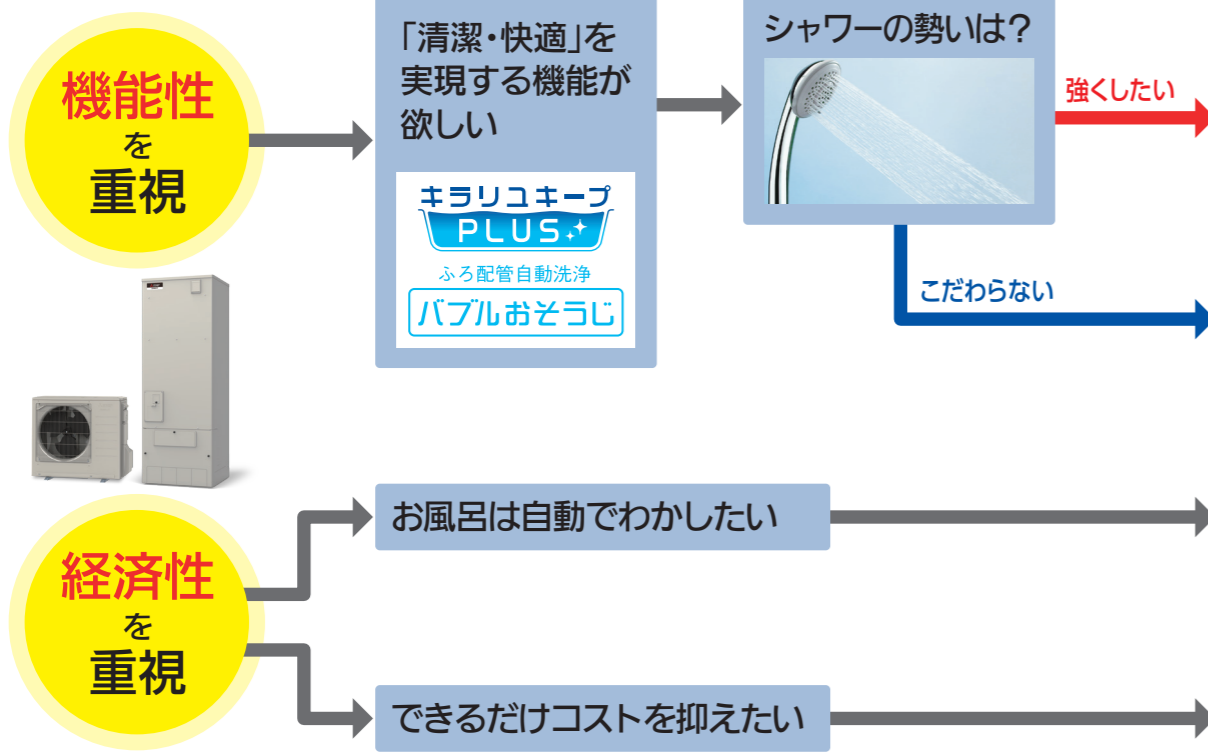 機能性
を
重視
「清潔・快適」を
実現する機能が
欲しい
キラリユキープ
PLUS
ふろ配管自動洗浄
バブルおそうじ
シャワーの勢いは?
強くしたい
こだわらない
経済性
を
重視
お風呂は自動でわかしたい
できるだけコストを抑えたい